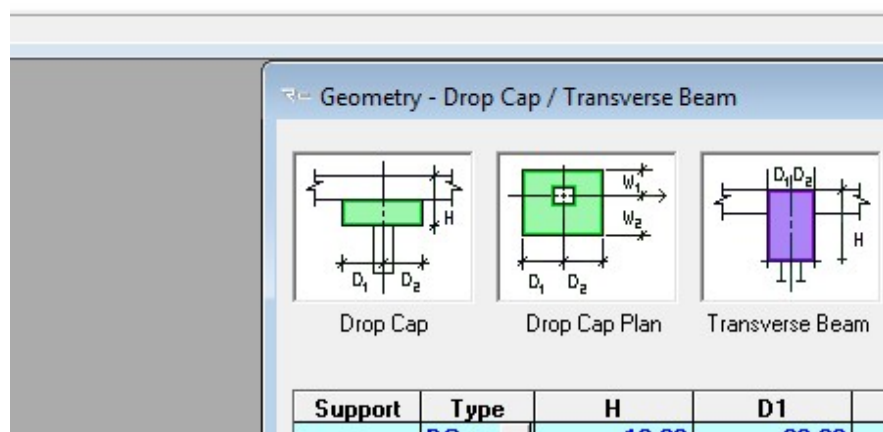 Geometry - Drop Cap / Transverse Beam
H
D1 D2
Drop Cap
W1
W2
D1 D2
Drop Cap Plan
D1 D2
H
Transverse Beam
Support Type H D1